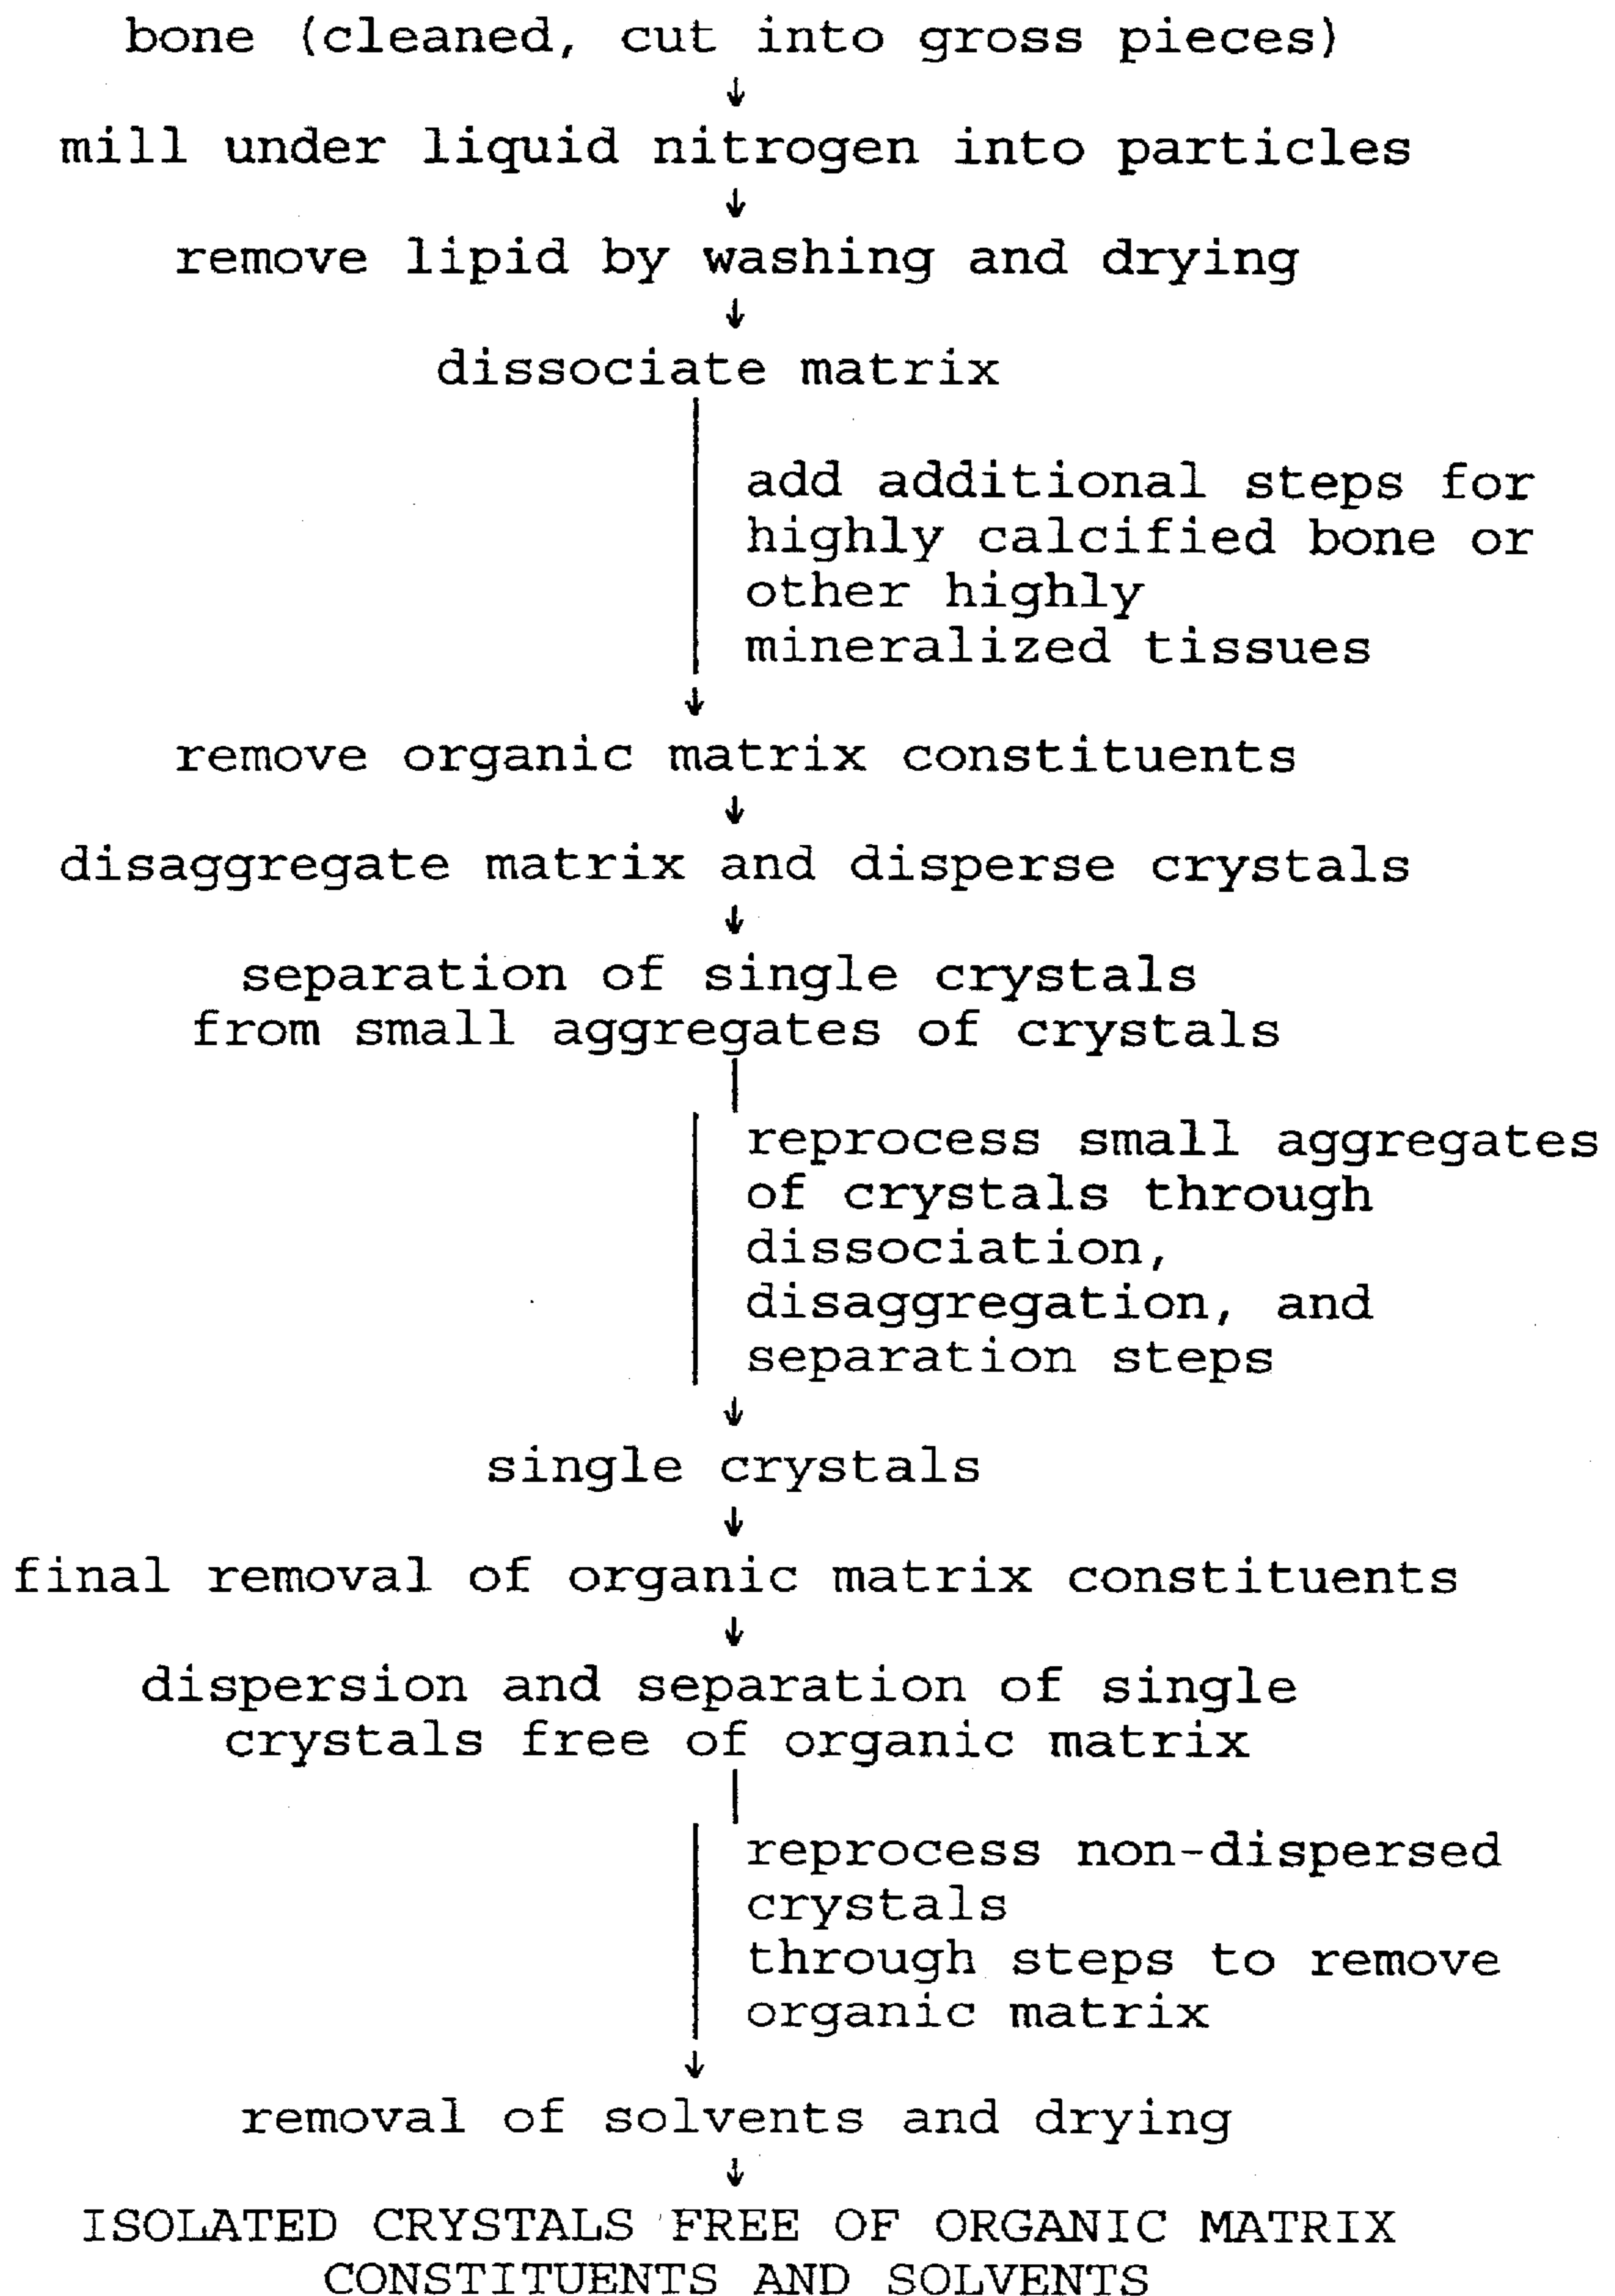 bone (cleaned, cut into gross pieces)
↓
mill under liquid nitrogen into particles
↓
remove lipid by washing and drying
↓
dissociate matrix
add additional steps for
highly calcified bone or
other highly
mineralized tissues
↓
remove organic matrix constituents
↓
disaggregate matrix and disperse crystals
↓
separation of single crystals
from small aggregates of crystals
reprocess small aggregates
of crystals through
dissociation,
disaggregation, and
separation steps
↓
single crystals
↓
final removal of organic matrix constituents
↓
dispersion and separation of single
crystals free of organic matrix
reprocess non-dispersed
crystals
through steps to remove
organic matrix
↓
removal of solvents and drying
↓
ISOLATED CRYSTALS FREE OF ORGANIC MATRIX
CONSTITUENTS AND SOLVENTS